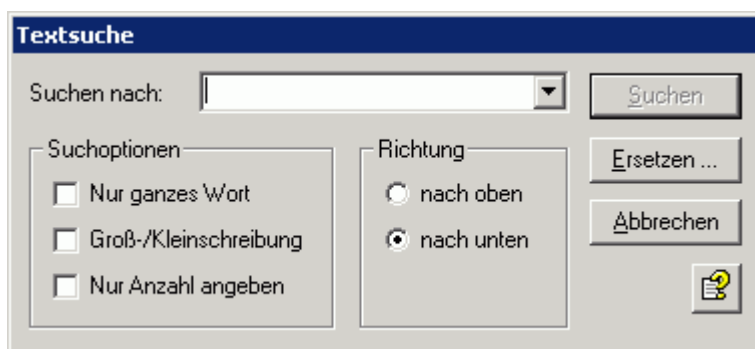 Textsuche
Suchen nach:
Suchen
Suchoptionen
Nur ganzes Wort
Groß-/Kleinschreibung
Nur Anzahl angeben
Richtung
nach oben
nach unten
Ersetzen ...
Abbrechen